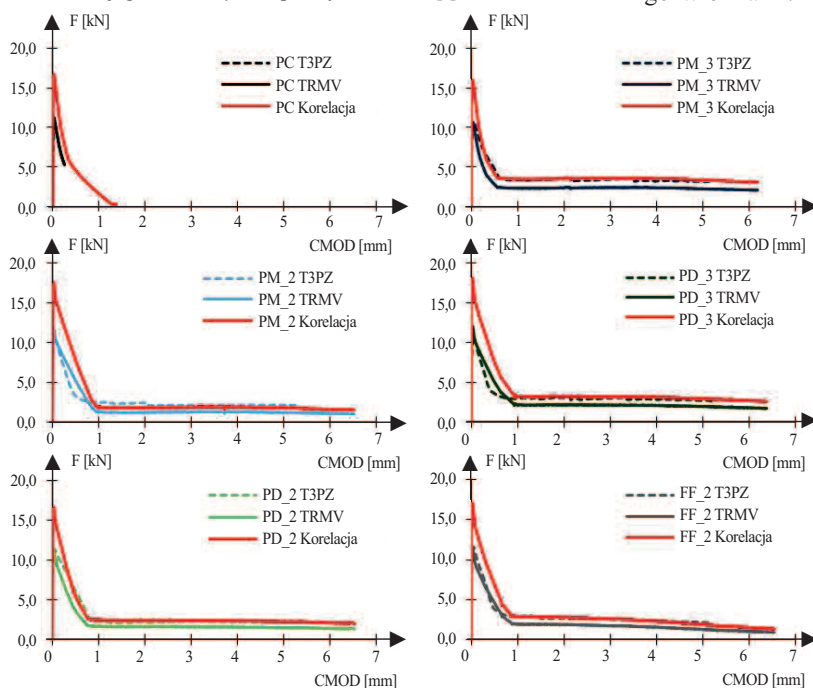 F [kN]
20,0
15,0
10,0
5,0
0,0
PC T3PZ
PC TRMV
PC Korelacja
0 1 2 3 4 5 6 7
CMOD [mm]
F [kN]
20,0
15,0
10,0
5,0
0,0
PM_3 T3PZ
PM_3 TRMV
PM_3 Korelacja
0 1 2 3 4 5 6 7
CMOD [mm]
F [kN]
20,0
15,0
10,0
5,0
0,0
PM_2 T3PZ
PM_2 TRMV
PM_2 Korelacja
0 1 2 3 4 5 6 7
CMOD [mm]
F [kN]
20,0
15,0
10,0
5,0
0,0
PD_3 T3PZ
PD_3 TRMV
PD_3 Korelacja
0 1 2 3 4 5 6 7
CMOD [mm]
F [kN]
20,0
15,0
10,0
5,0
0,0
PD_2 T3PZ
PD_2 TRMV
PD_2 Korelacja
0 1 2 3 4 5 6 7
CMOD [mm]
F [kN]
20,0
15,0
10,0
5,0
0,0
FF_2 T3PZ
FF_2 TRMV
FF_2 Korelacja
0 1 2 3 4 5 6 7
CMOD [mm]